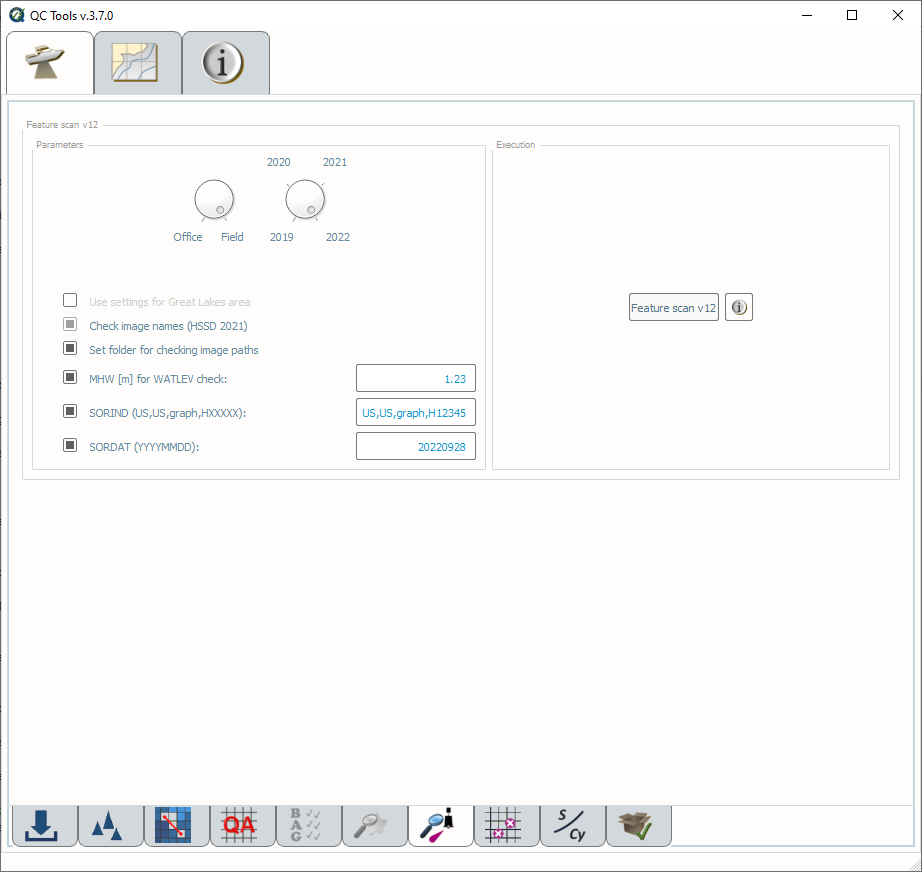 QC Tools v.3.7.0
Feature scan v12
Parameters
Execution
2020 2021
Office Field 2019 2022
Use settings for Great Lakes area
Check image names (HSSD 2021)
Set folder for checking image paths
MHW [m] for WATLEV check: 1.23
SORIND (US,US,graph,HXXXXX): US,US,graph,H12345
SORDAT (YYYYMMDD): 20220928
Feature scan v12 i
QA
B
A
G
S
Cy